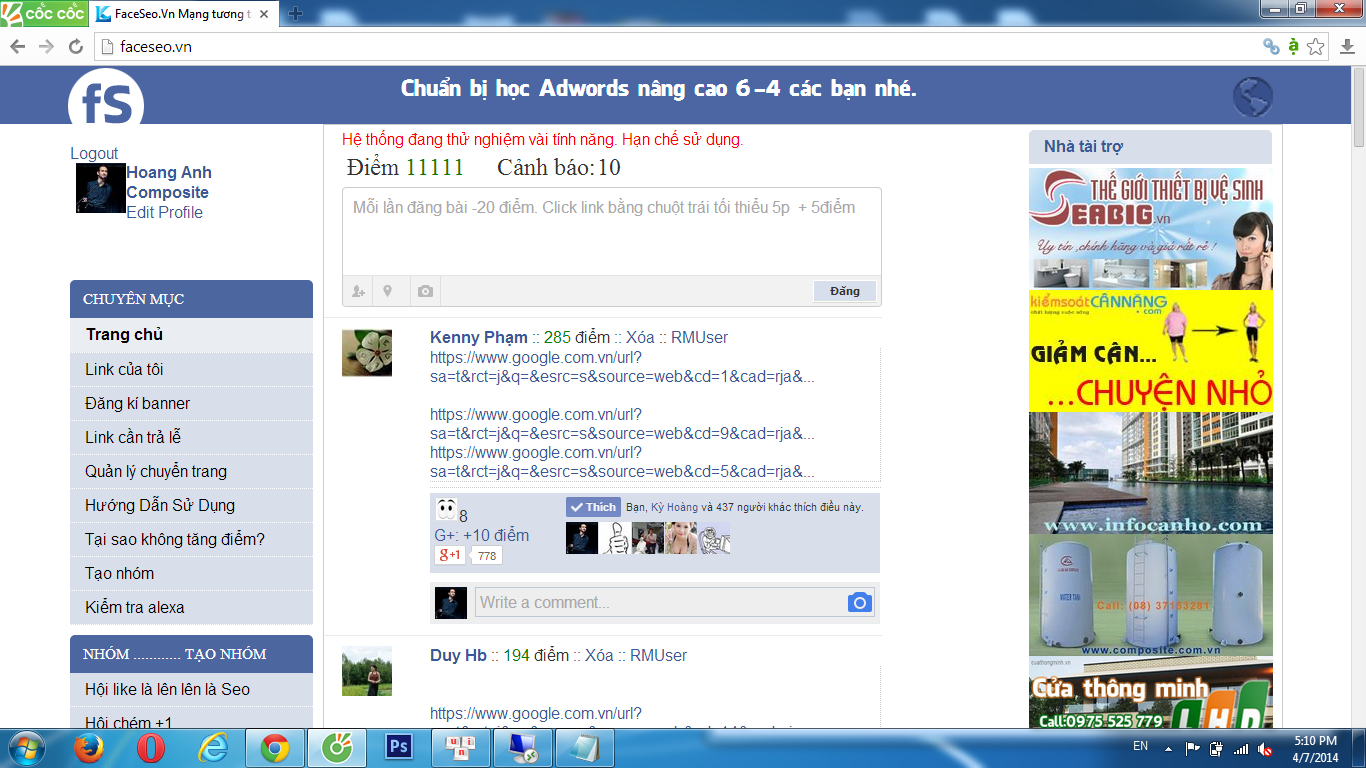 cốc cốc
FaceSeo.Vn Mạng tương t
faceseo.vn
fS
Chuẩn bị học Adwords nâng cao 6-4 các bạn nhé.
Logout
Hoang Anh
Composite
Edit Profile
CHUYÊN MỤC
Trang chủ
Link của tôi
Đăng kí banner
Link cần trả lễ
Quản lý chuyển trang
Hướng Dẫn Sử Dụng
Tại sao không tăng điểm?
Tạo nhóm
Kiểm tra alexa
NHÓM ............ TẠO NHÓM
Hội like là lên lên là Seo
Hội chém +1
Hệ thống đang thử nghiệm vài tính năng. Hạn chế sử dụng.
Điểm 11111 Cảnh báo:10
Mỗi lần đăng bài -20 điểm. Click link bằng chuột trái tối thiểu 5p + 5điểm
Đăng
Kenny Phạm :: 285 điểm :: Xóa :: RMUser
https://www.google.com.vn/url?
sa=t&rct=j&q=&esrc=s&source=web&cd=1&cad=rja&...
https://www.google.com.vn/url?
sa=t&rct=j&q=&esrc=s&source=web&cd=9&cad=rja&...
https://www.google.com.vn/url?
sa=t&rct=j&q=&esrc=s&source=web&cd=5&cad=rja&...
8
G+: +10 điểm
g+1 778
Thích Bạn, Kỳ Hoàng và 437 người khác thích điều này.
Write a comment...
Duy Hb :: 194 điểm :: Xóa :: RMUser
https://www.google.com.vn/url?
Nhà tài trợ
THẾ GIỚI THIẾT BỊ VỆ SINH
SEABIG.vn
Uy tín ,chính hãng và giá rất rẻ !
kiểmsoátCÂNNẶNG
.com
GIẢM CÂN...
...CHUYỆN NHỎ
www.infocanho.com
WATER TANK
Call: (08) 37153281
www.composite.com.vn
cuathongminh.vn
Cửa thông minh
Call:0975 525 779
LHD
Ps
EN
5:10 PM
4/7/2014